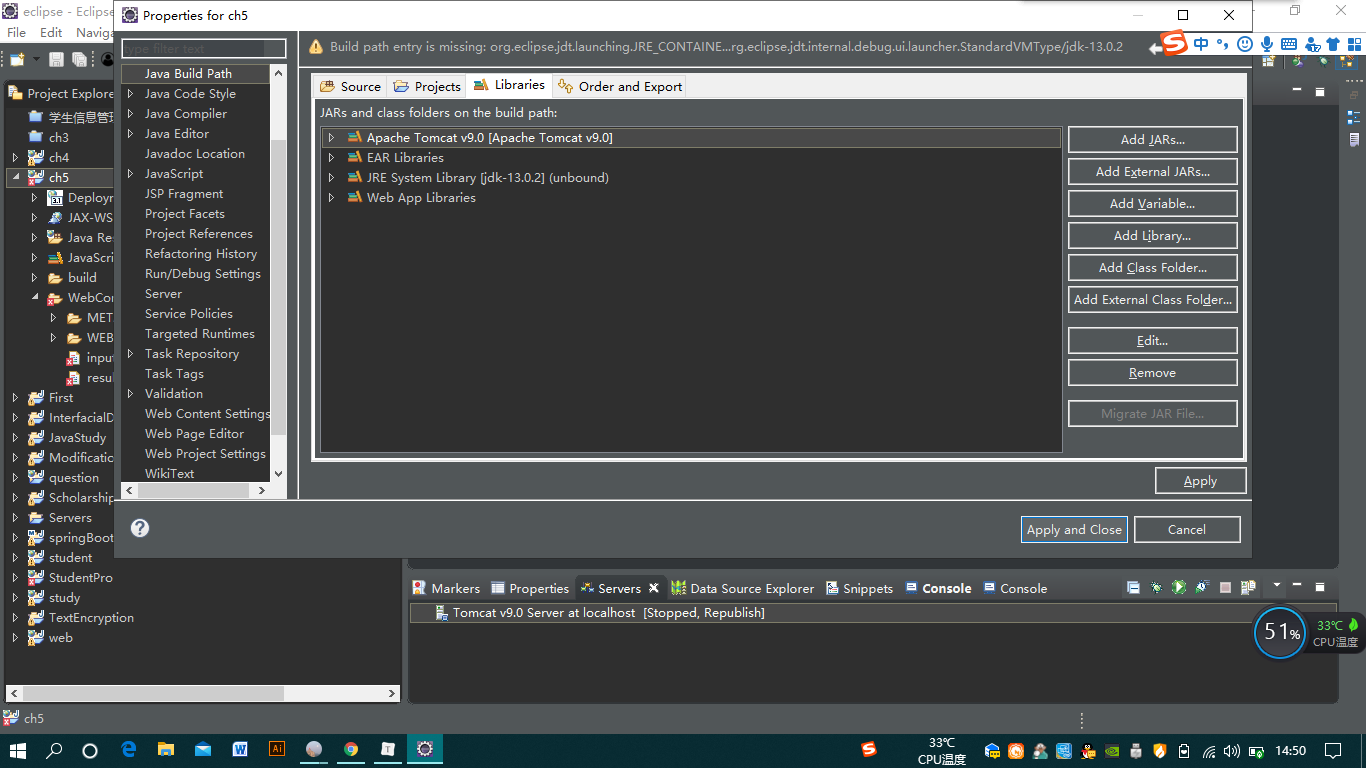 eclipse - Eclips
Properties for ch5
File Edit Naviga
type filter text
Build path entry is missing: org.eclipse.jdt.launching.JRE_CONTAINE...rg.eclipse.jdt.internal.debug.ui.launcher.StandardVMType/jdk-13.0.2
中
Project Explore
学生信息管理
ch3
ch4
ch5
Deployn
JAX-WS
Java Res
JavaScri
build
WebCon
META
WEB
input
resul
First
InterfacialD
JavaStudy
Modificatio
question
Scholarship
Servers
springBoot
student
StudentPro
study
TextEncryption
web
Java Build Path
Java Code Style
Java Compiler
Java Editor
Javadoc Location
JavaScript
JSP Fragment
Project Facets
Project References
Refactoring History
Run/Debug Settings
Server
Service Policies
Targeted Runtimes
Task Repository
Task Tags
Validation
Web Content Settings
Web Page Editor
Web Project Settings
WikiText
Source Projects Libraries Order and Export
JARs and class folders on the build path:
Apache Tomcat v9.0 [Apache Tomcat v9.0]
EAR Libraries
JRE System Library [jdk-13.0.2] (unbound)
Web App Libraries
Add JARs...
Add External JARs...
Add Variable...
Add Library...
Add Class Folder...
Add External Class Folder...
Edit...
Remove
Migrate JAR File...
Apply
Apply and Close Cancel
Markers Properties Servers Data Source Explorer Snippets Console Console
Tomcat v9.0 Server at localhost [Stopped, Republish]
51%
33℃
CPU温度
ch5
33℃
CPU温度
14:50